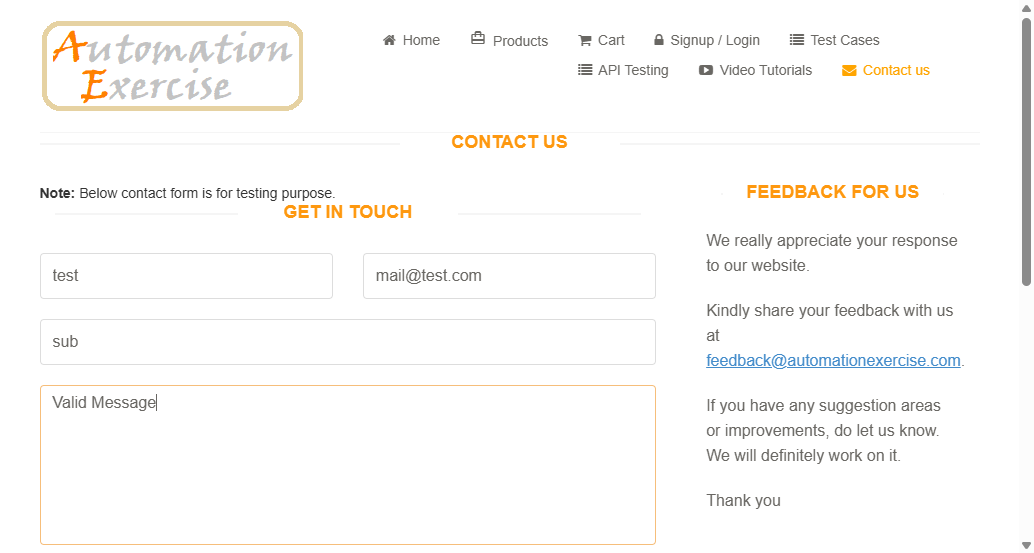 Automation
Exercise
Home Products Cart Signup / Login Test Cases
API Testing Video Tutorials Contact us
CONTACT US
Note: Below contact form is for testing purpose.
GET IN TOUCH
test mail@test.com
sub
Valid Message
FEEDBACK FOR US
We really appreciate your response
to our website.
Kindly share your feedback with us
at
feedback@automationexercise.com.
If you have any suggestion areas
or improvements, do let us know.
We will definitely work on it.
Thank you